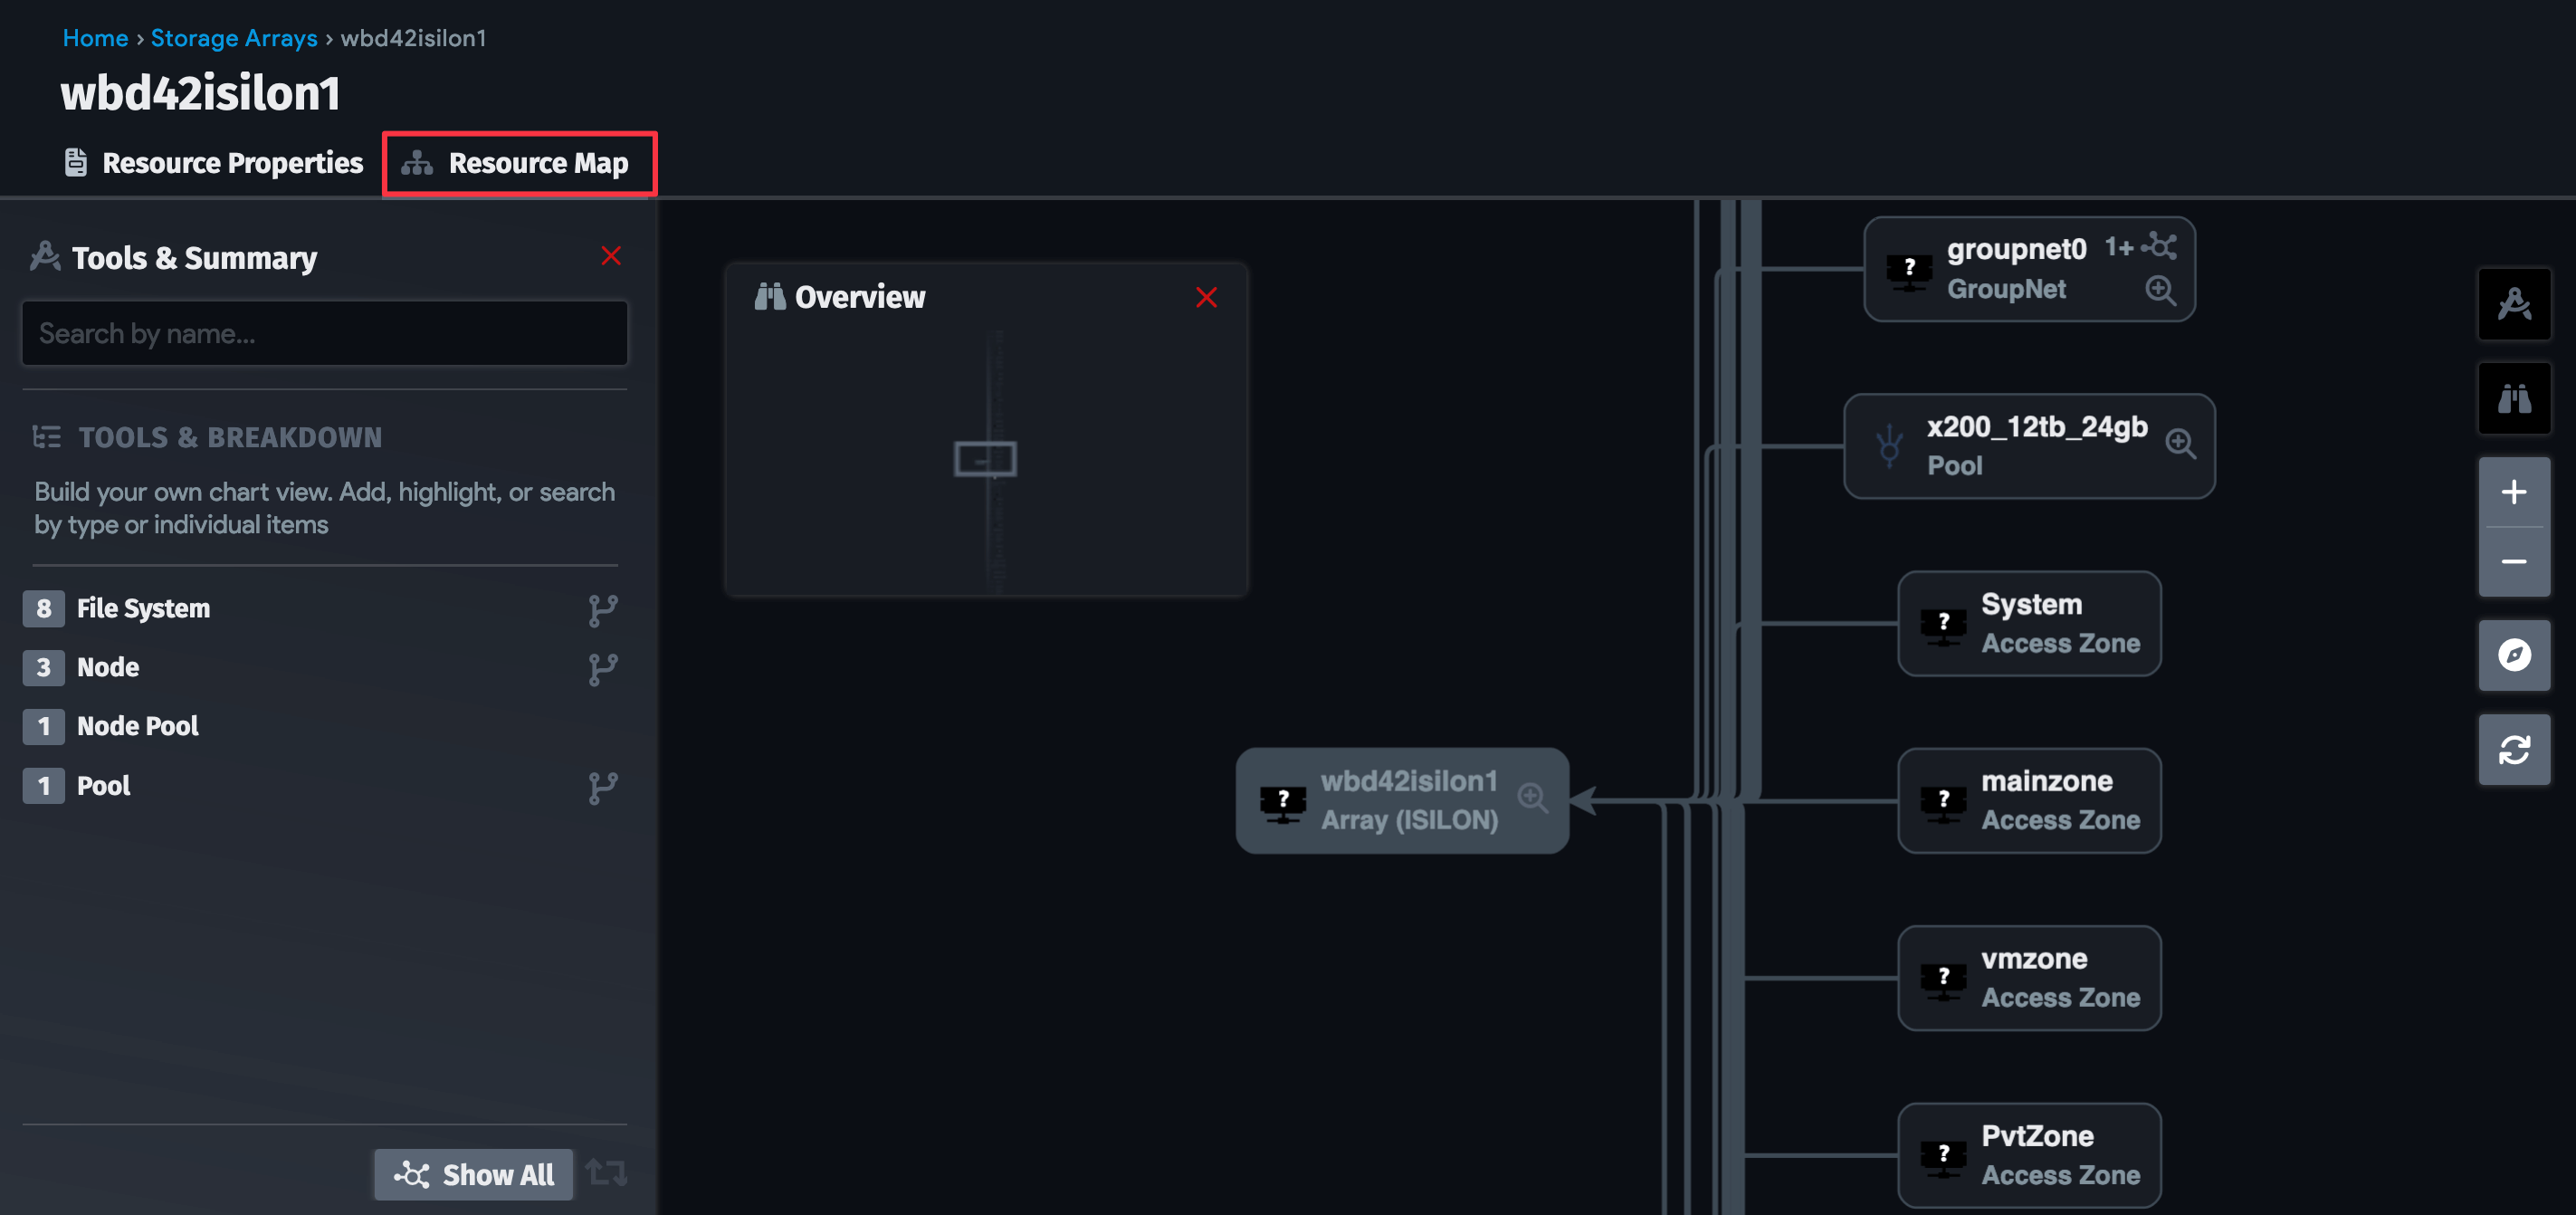 Home › Storage Arrays › wbd42isilon1
wbd42isilon1
Resource Properties
Resource Map
Tools & Summary
Search by name...
TOOLS & BREAKDOWN
Build your own chart view. Add, highlight, or search
by type or individual items
8 File System
3 Node
1 Node Pool
1 Pool
Show All
Overview
wbd42isilon1
Array (ISILON)
groupnet0 1+
GroupNet
x200_12tb_24gb
Pool
System
Access Zone
mainzone
Access Zone
vmzone
Access Zone
PvtZone
Access Zone